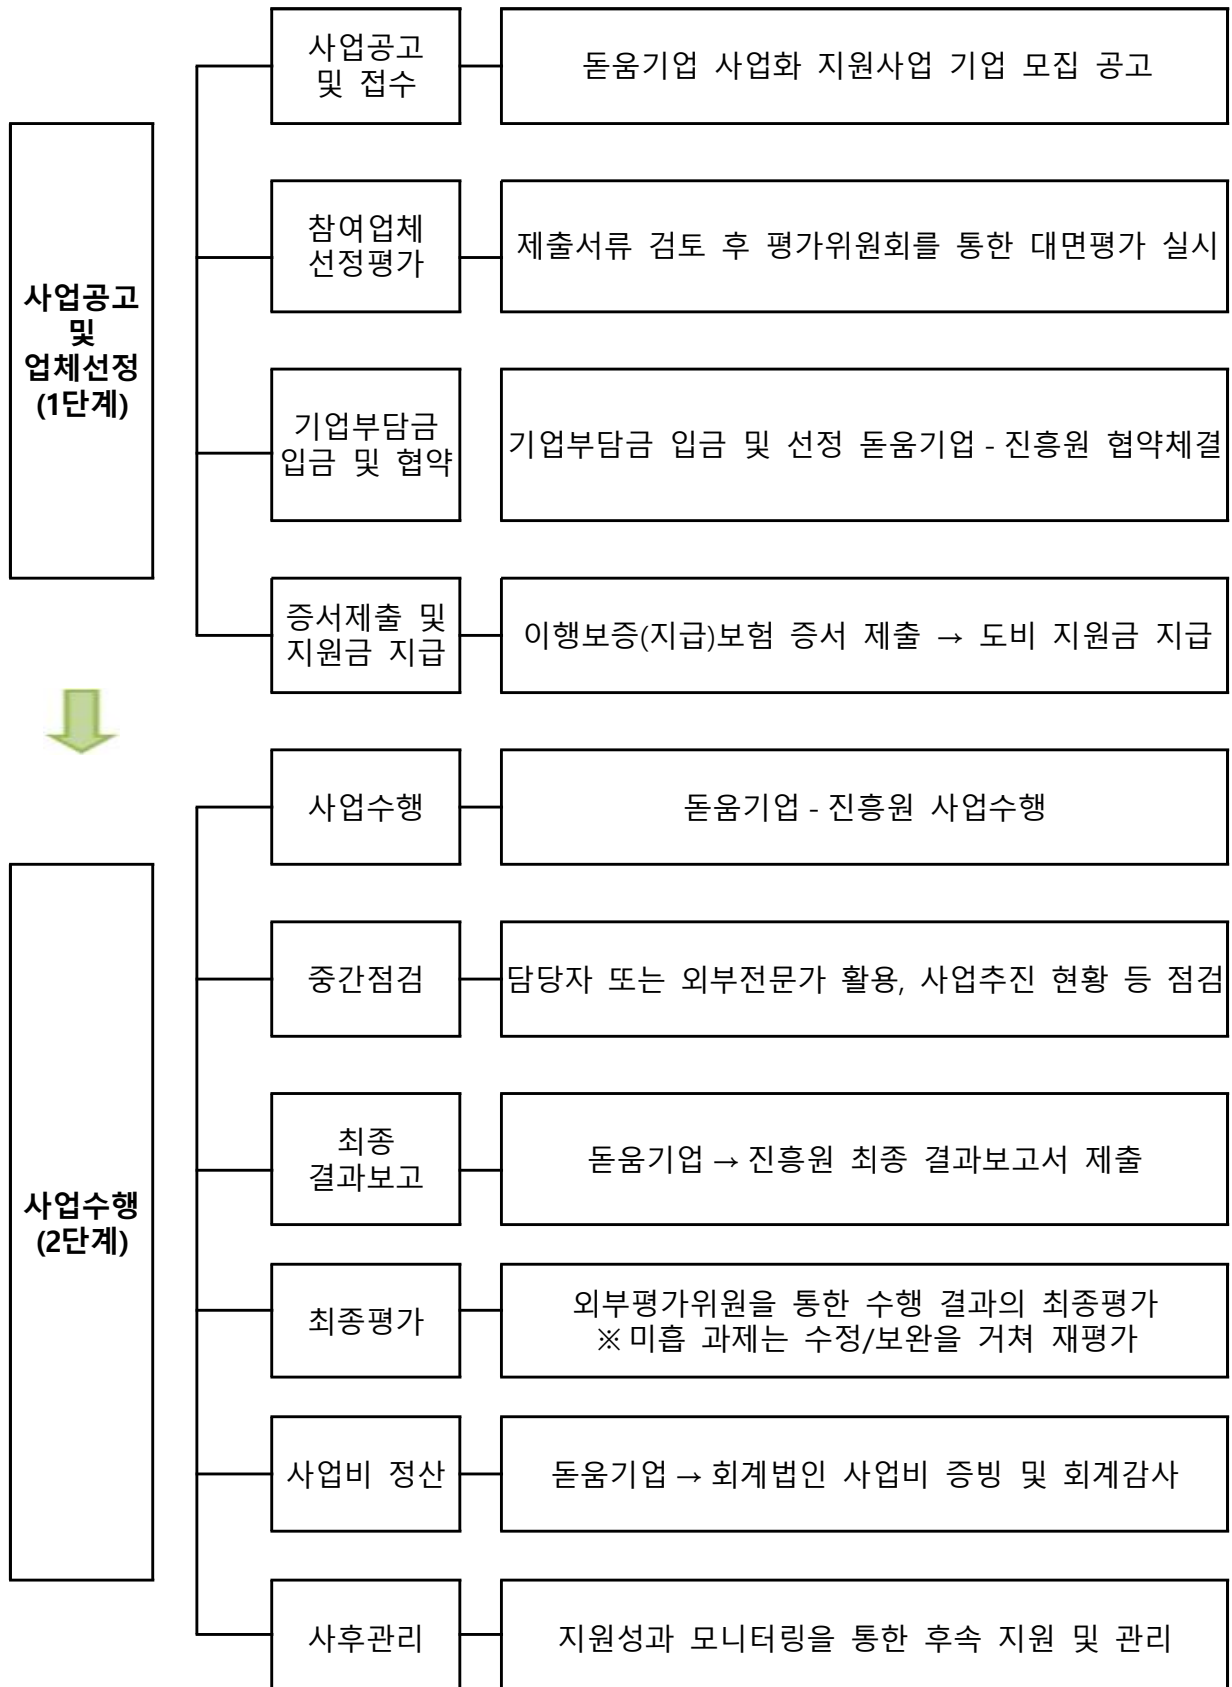 사업공고
및
업체선정
(1단계)
사업공고
및 접수
돋움기업 사업화 지원사업 기업 모집 공고
참여업체
선정평가
제출서류 검토 후 평가위원회를 통한 대면평가 실시
기업부담금
입금 및 협약
기업부담금 입금 및 선정 돋움기업 - 진흥원 협약체결
증서제출 및
지원금 지급
이행보증(지급)보험 증서 제출 → 도비 지원금 지급
사업수행
(2단계)
사업수행
돋움기업 - 진흥원 사업수행
중간점검
담당자 또는 외부전문가 활용, 사업추진 현황 등 점검
최종
결과보고
돋움기업 → 진흥원 최종 결과보고서 제출
최종평가
외부평가위원을 통한 수행 결과의 최종평가
※ 미흡 과제는 수정/보완을 거쳐 재평가
사업비 정산
돋움기업 → 회계법인 사업비 증빙 및 회계감사
사후관리
지원성과 모니터링을 통한 후속 지원 및 관리